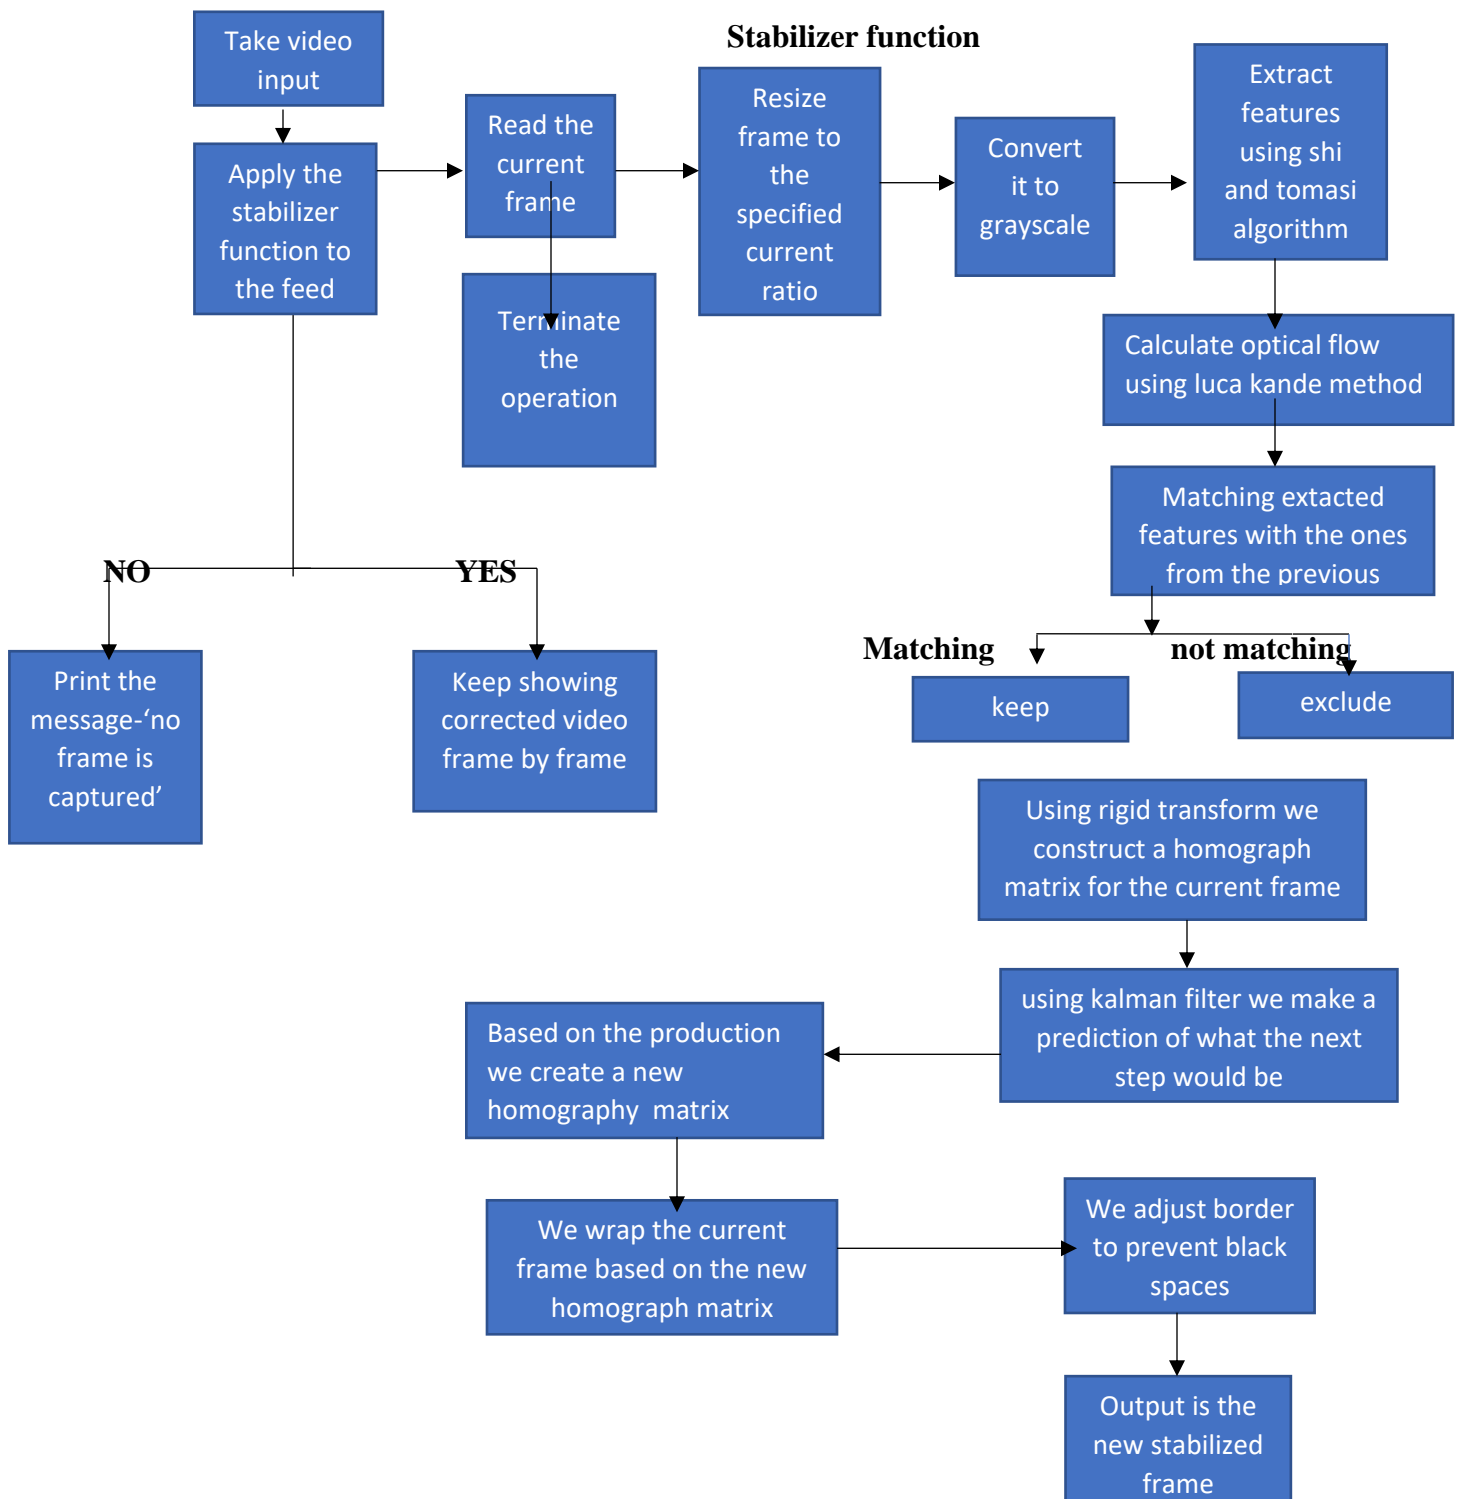 Stabilizer function
Take video
input
Apply the
stabilizer
function to
the feed
Read the
current
frame
Terminate
the
operation
Resize
frame to
the
specified
current
ratio
Convert
it to
grayscale
Extract
features
using shi
and tomasi
algorithm
Calculate optical flow
using luca kande method
Matching extacted
features with the ones
from the previous
Matching
not matching
keep
exclude
NO
YES
Print the
message-‘no
frame is
captured’
Keep showing
corrected video
frame by frame
Using rigid transform we
construct a homograph
matrix for the current frame
using kalman filter we make a
prediction of what the next
step would be
Based on the production
we create a new
homography matrix
We wrap the current
frame based on the new
homograph matrix
We adjust border
to prevent black
spaces
Output is the
new stabilized
frame